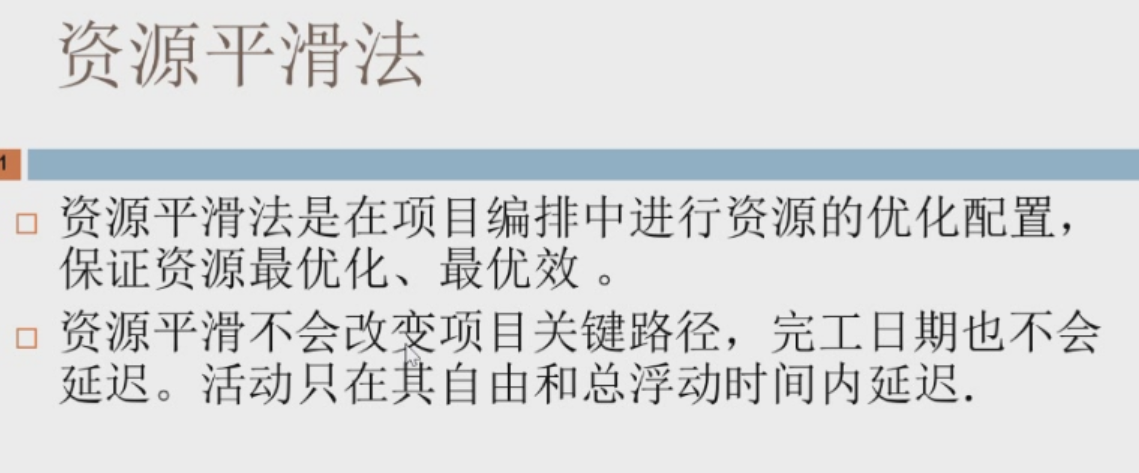 资源平滑法
1
资源平滑法是在项目编排中进行资源的优化配置，
保证资源最优化、最优效 。
资源平滑不会改变项目关键路径，完工日期也不会
延迟。活动只在其自由和总浮动时间内延迟.